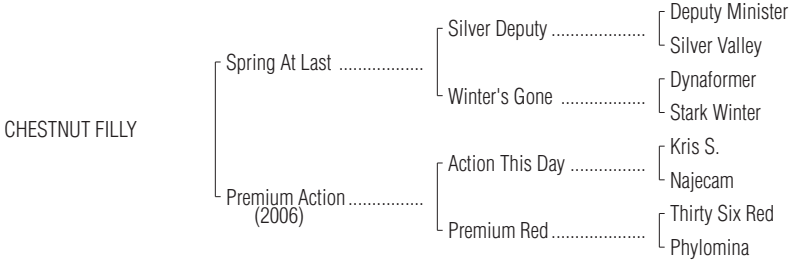 Deputy Minister
Silver Deputy ....................
Silver Valley
Spring At Last ..................
Dynaformer
Winter's Gone ..................
Stark Winter
CHESTNUT FILLY
Kris S.
Action This Day ................
Najecam
Premium Action ................
(2006)
Thirty Six Red
Premium Red ....................
Phylomina